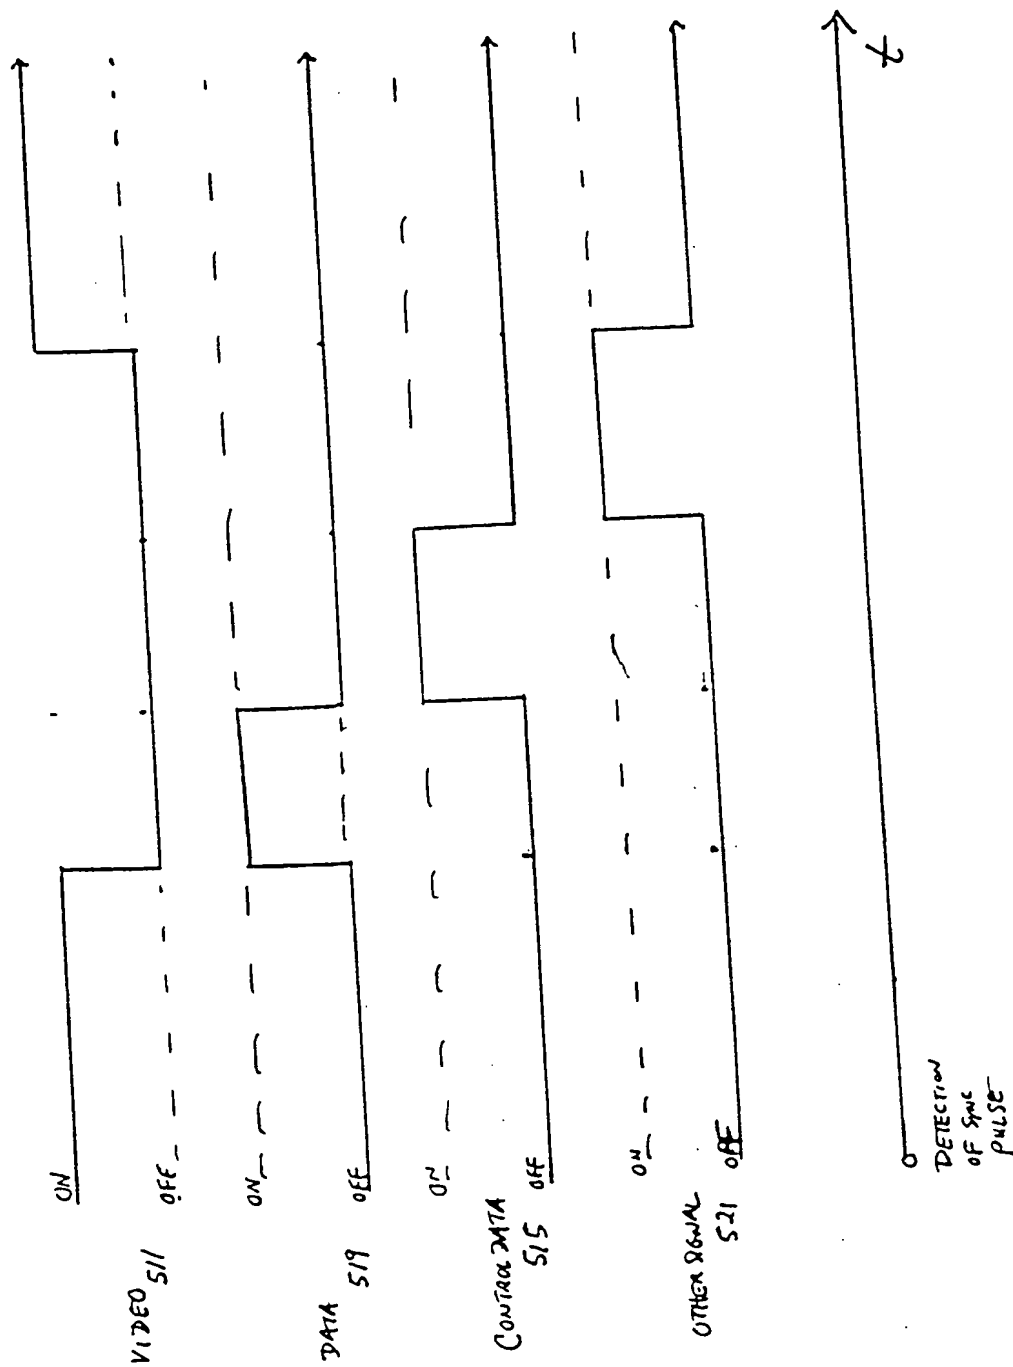 ON
VIDEO 511
OFF
ON
DATA 519
OFF
ON
CONTROL DATA
515
OFF
ON
OTHER SIGNAL
521
OFF
t
DETECTION
OF SYNC
PULSE